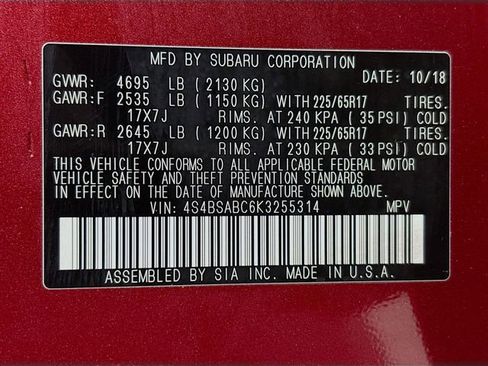 MFD BY SUBARU CORPORATION
GVWR: 4695 LB ( 2130 KG) DATE: 10/18
GAWR:F 2535 LB ( 1150 KG) WITH 225/65R17 TIRES.
17X7J RIMS. AT 240 KPA ( 35 PSI) COLD
GAWR:R 2645 LB ( 1200 KG) WITH 225/65R17 TIRES.
17X7J RIMS. AT 230 KPA ( 33 PSI) COLD
THIS VEHICLE CONFORMS TO ALL APPLICABLE FEDERAL MOTOR
VEHICLE SAFETY AND THEFT PREVENTION STANDARDS
IN EFFECT ON THE DATE OF MANUFACTURE SHOWN ABOVE.
VIN: 4S4BSABC6K3255314 MPV
ASSEMBLED BY SIA INC. MADE IN U.S.A.